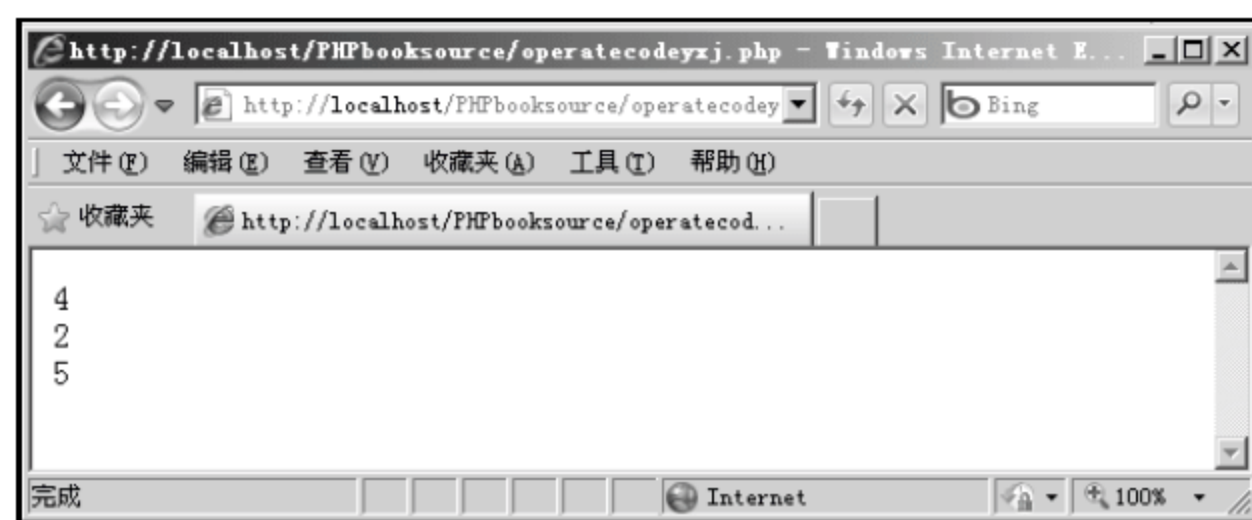 http://localhost/PHPbooksource/operatecodeyxj.php - Windows Internet E...
http://localhost/PHPbooksource/operatecodey
Bing
文件(F) 编辑(E) 查看(V) 收藏夹(A) 工具(T) 帮助(H)
收藏夹 http://localhost/PHPbooksource/operatecod...
4
2
5
完成 Internet 100%